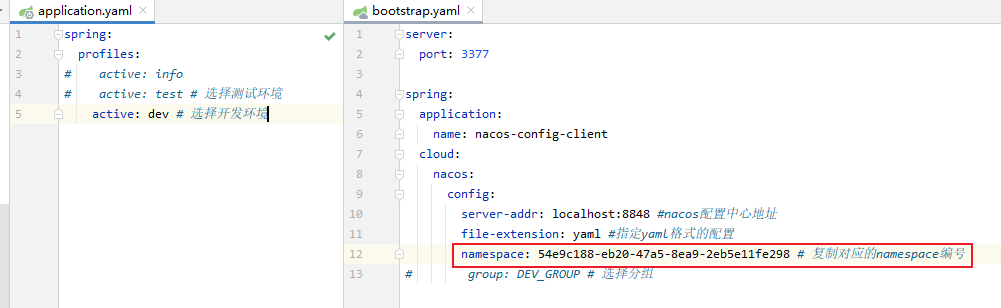 application.yaml
1 spring:
2 profiles:
3 # active: info
4 # active: test # 选择测试环境
5 active: dev # 选择开发环境
bootstrap.yaml
1 server:
2 port: 3377
3
4 spring:
5 application:
6 name: nacos-config-client
7 cloud:
8 nacos:
9 config:
10 server-addr: localhost:8848 #nacos配置中心地址
11 file-extension: yaml #指定yaml格式的配置
12 namespace: 54e9c188-eb20-47a5-8ea9-2eb5e11fe298 # 复制对应的namespace编号
13 # group: DEV_GROUP # 选择分组